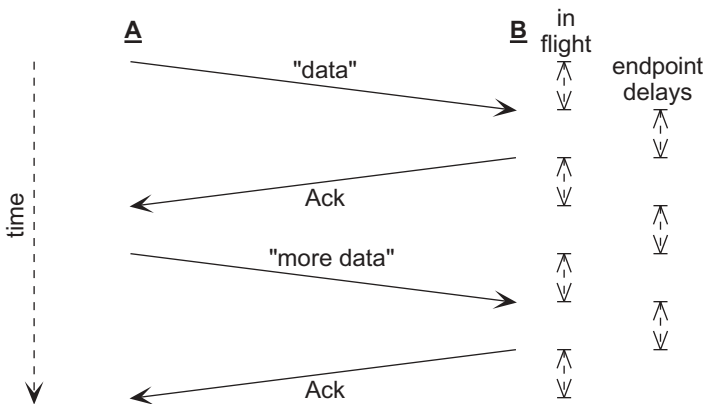 A
B
in
flight
"data"
endpoint
delays
Ack
time
"more data"
Ack